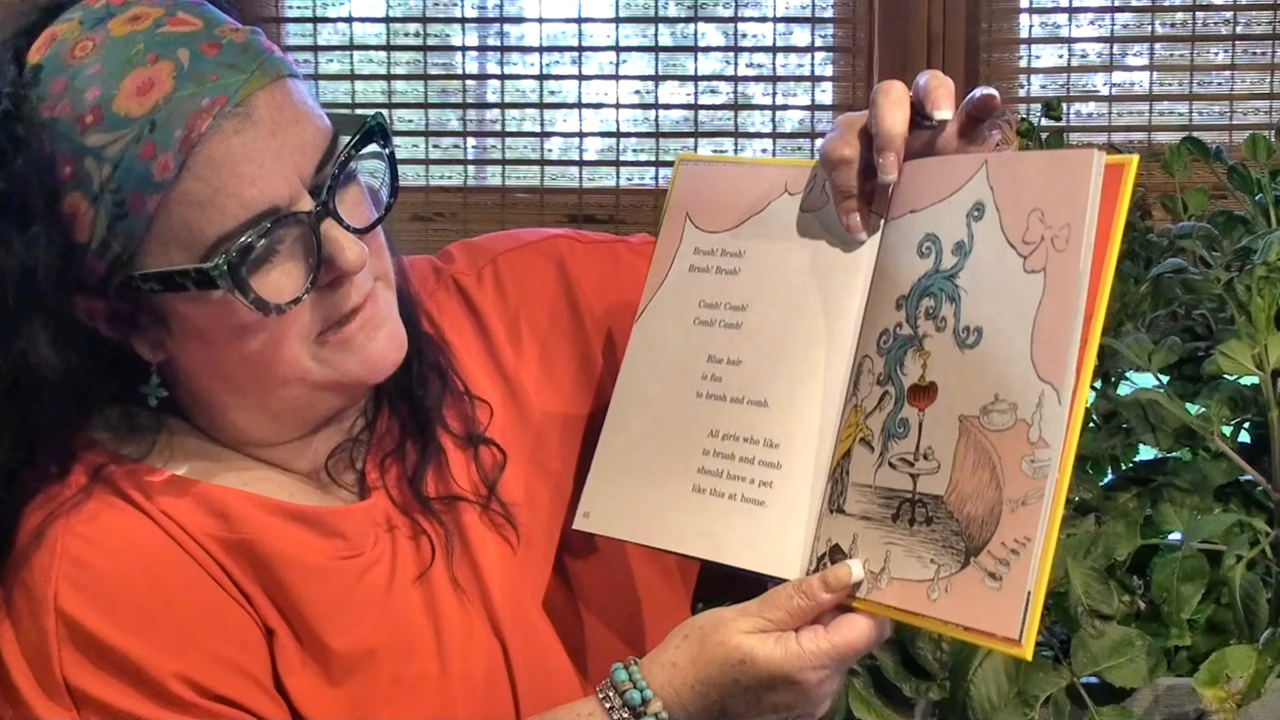 Brush! Brush!
Brush! Brush!
Comb! Comb!
Comb! Comb!
Blue hair
is fun
to brush and comb.
All girls who like
to brush and comb
should have a pet
like this at home.
46